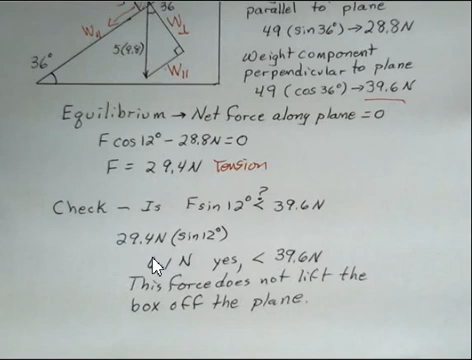 parallel to plane
49 (sin 36°) → 28.8N
Weight component
perpendicular to plane
49 (cos 36°) → 39.6N
W||
36
W⊥
5(9.8)
W||
36°
Equilibrium → Net force along plane = 0
F cos 12° - 28.8N = 0
F = 29.4N Tension
Check - Is F sin 12° ?< 39.6N
29.4N (sin 12°)
N yes, < 39.6N
This force does not lift the
box off the plane.